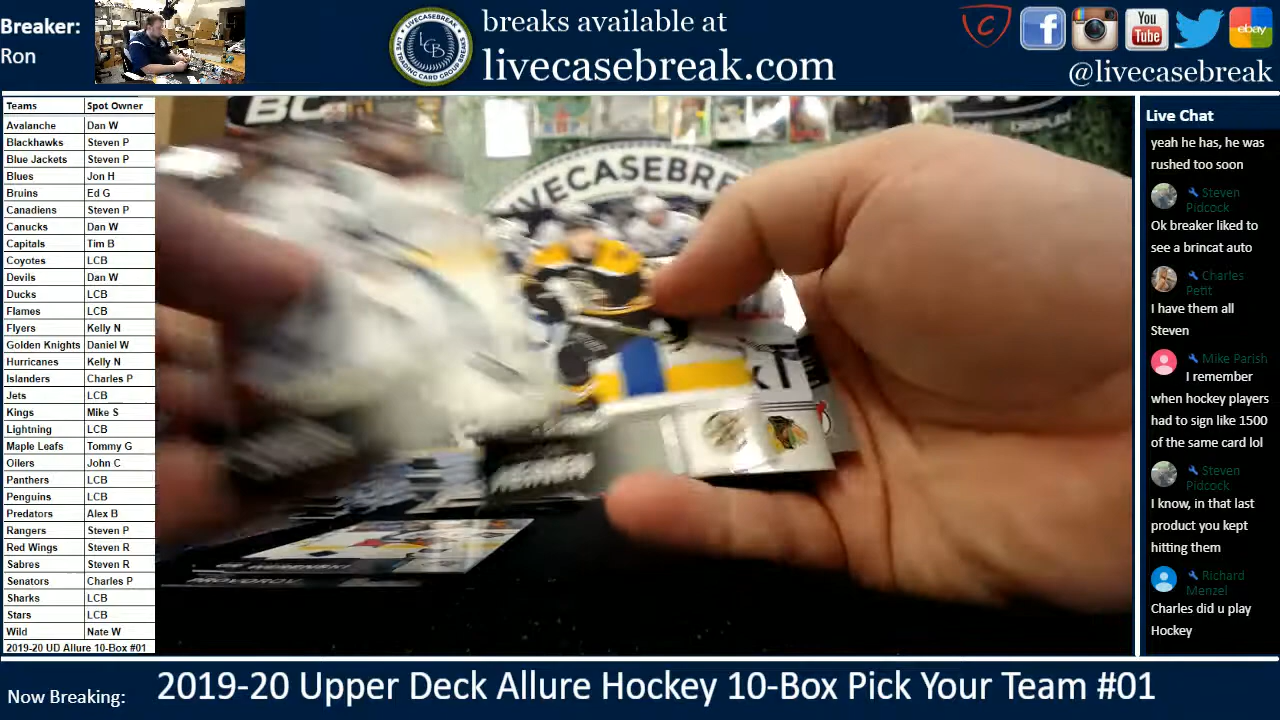 Breaker:
Ron
LCB
breaks available at
livecasebreak.com
You
Tube
ebay
@livecasebreak
Teams Spot Owner
Avalanche Dan W
Blackhawks Steven P
Blue Jackets Steven P
Blues Jon H
Bruins Ed G
Canadiens Steven P
Canucks Dan W
Capitals Tim B
Coyotes LCB
Devils Dan W
Ducks LCB
Flames LCB
Flyers Kelly N
Golden Knights Daniel W
Hurricanes Kelly N
Islanders Charles P
Jets LCB
Kings Mike S
Lightning LCB
Maple Leafs Tommy G
Oilers John C
Panthers LCB
Penguins LCB
Predators Alex B
Rangers Steven P
Red Wings Steven R
Sabres Steven R
Senators Charles P
Sharks LCB
Stars LCB
Wild Nate W
2019-20 UD Allure 10-Box #01
LIVECASEBREAK
PROVOROV
Live Chat
yeah he has, he was
rushed too soon
Steven
Pidcock
Ok breaker liked to
see a brincat auto
Charles
Petit
I have them all
Steven
Mike Parish
I remember
when hockey players
had to sign like 1500
of the same card lol
Steven
Pidcock
I know, in that last
product you kept
hitting them
Richard
Menzel
Charles did u play
Hockey
Now Breaking:
2019-20 Upper Deck Allure Hockey 10-Box Pick Your Team #01